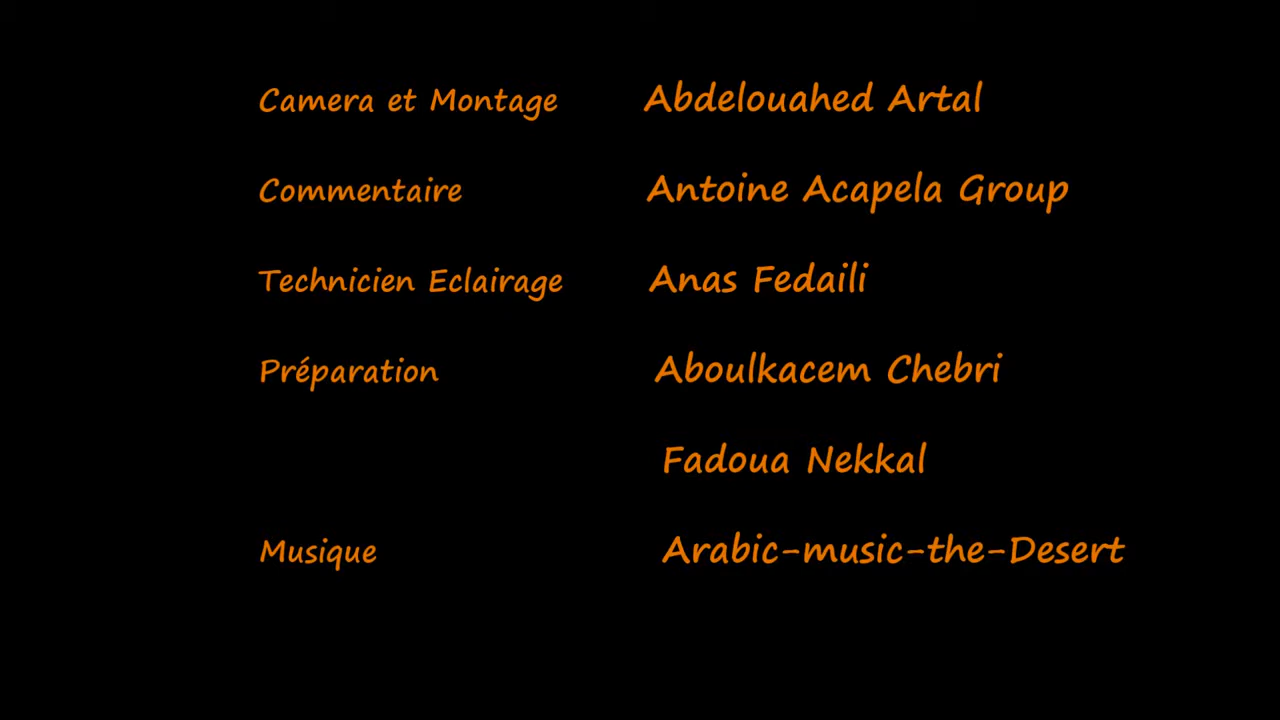 Camera et Montage Abdelouahed Artal
Commentaire Antoine Acapela Group
Technicien Eclairage Anas Fedaili
Préparation Aboulkacem Chebri
Fadoua Nekkal
Musique Arabic-music-the-Desert